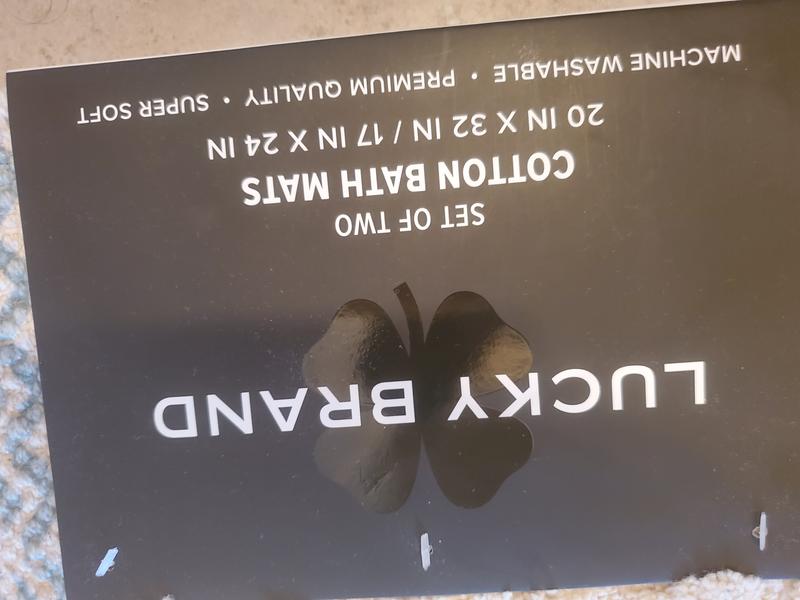 LUCKY BRAND
SET OF TWO
COTTON BATH MATS
20 IN X 32 IN / 17 IN X 24 IN
MACHINE WASHABLE • PREMIUM QUALITY • SUPER SOFT